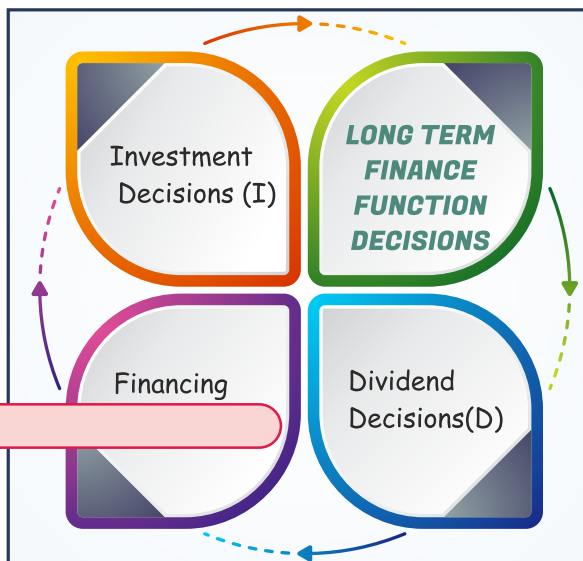 Investment
Decisions (I)
LONG TERM
FINANCE
FUNCTION
DECISIONS
Financing
Dividend
Decisions(D)